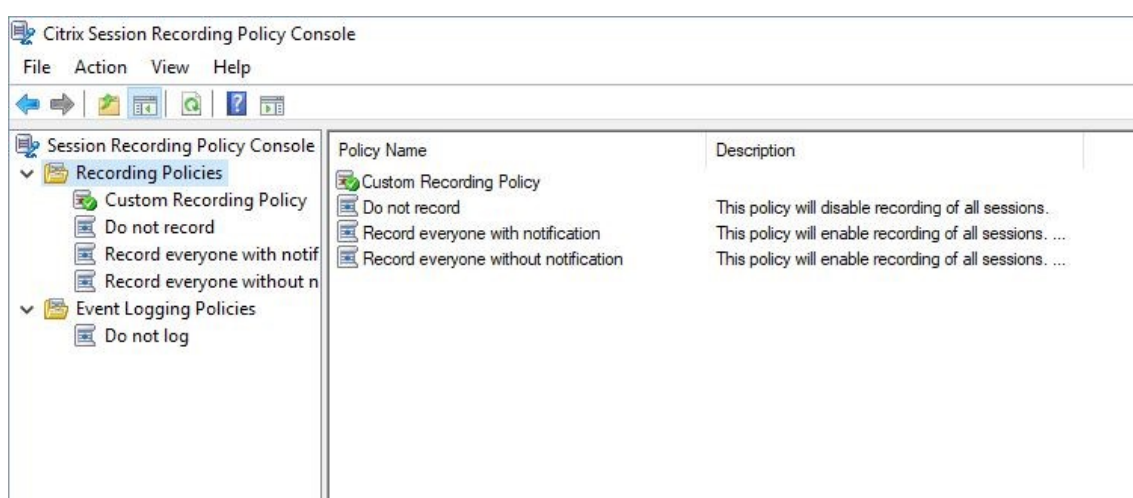 Citrix Session Recording Policy Console
File Action View Help
Session Recording Policy Console
Recording Policies
Custom Recording Policy
Do not record
Record everyone with notif
Record everyone without n
Event Logging Policies
Do not log
Policy Name Description
Custom Recording Policy
Do not record This policy will disable recording of all sessions.
Record everyone with notification This policy will enable recording of all sessions. ...
Record everyone without notification This policy will enable recording of all sessions. ...